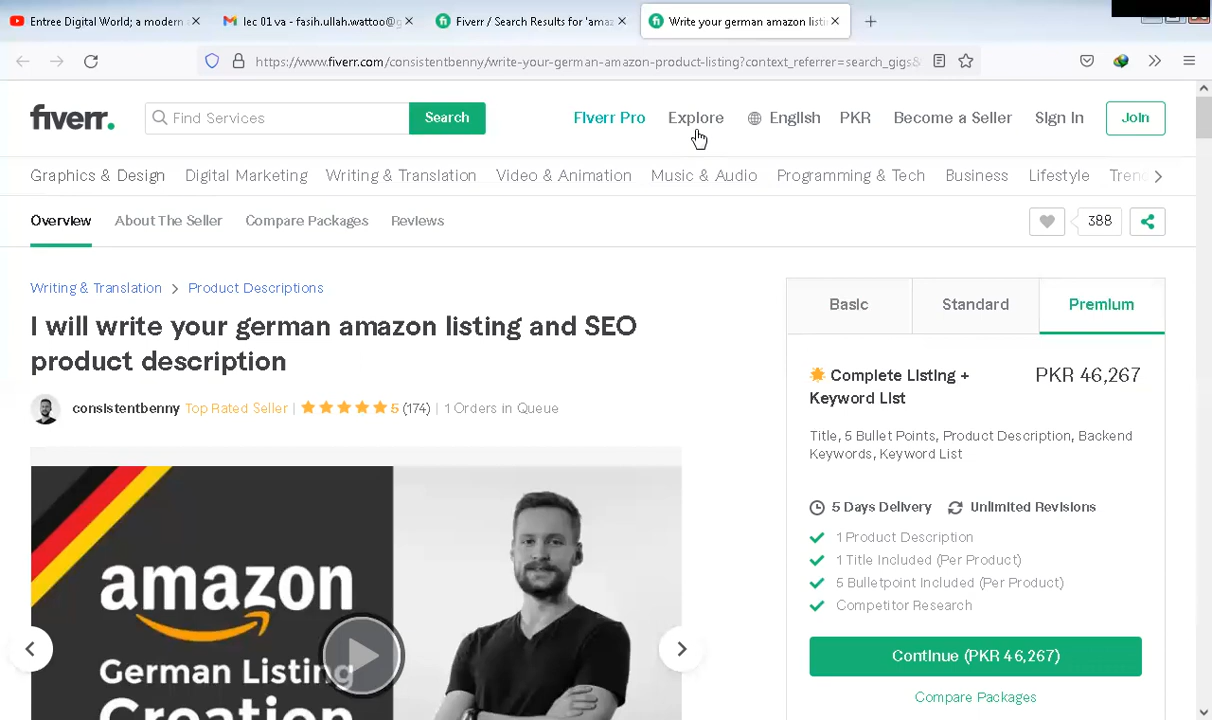 Entree Digital World; a modern
lec 01 va - fasih.ullah.wattoo@g
Fiverr / Search Results for 'amaz
Write your german amazon listi
https://www.fiverr.com/consistentbenny/write-your-german-amazon-product-listing?context_referrer=search_gigs&
fiverr.
Find Services
Search
Fiverr Pro
Explore
English
PKR
Become a Seller
Sign In
Join
Graphics & Design
Digital Marketing
Writing & Translation
Video & Animation
Music & Audio
Programming & Tech
Business
Lifestyle
Trenc
Overview
About The Seller
Compare Packages
Reviews
388
Writing & Translation > Product Descriptions
I will write your german amazon listing and SEO
product description
consistentbenny Top Rated Seller | 5 (174) | 1 Orders in Queue
amazon
German Listing
Creation
Basic
Standard
Premium
Complete Listing +
Keyword List
PKR 46,267
Title, 5 Bullet Points, Product Description, Backend
Keywords, Keyword List
5 Days Delivery
Unlimited Revisions
1 Product Description
1 Title Included (Per Product)
5 Bulletpoint Included (Per Product)
Competitor Research
Continue (PKR 46,267)
Compare Packages